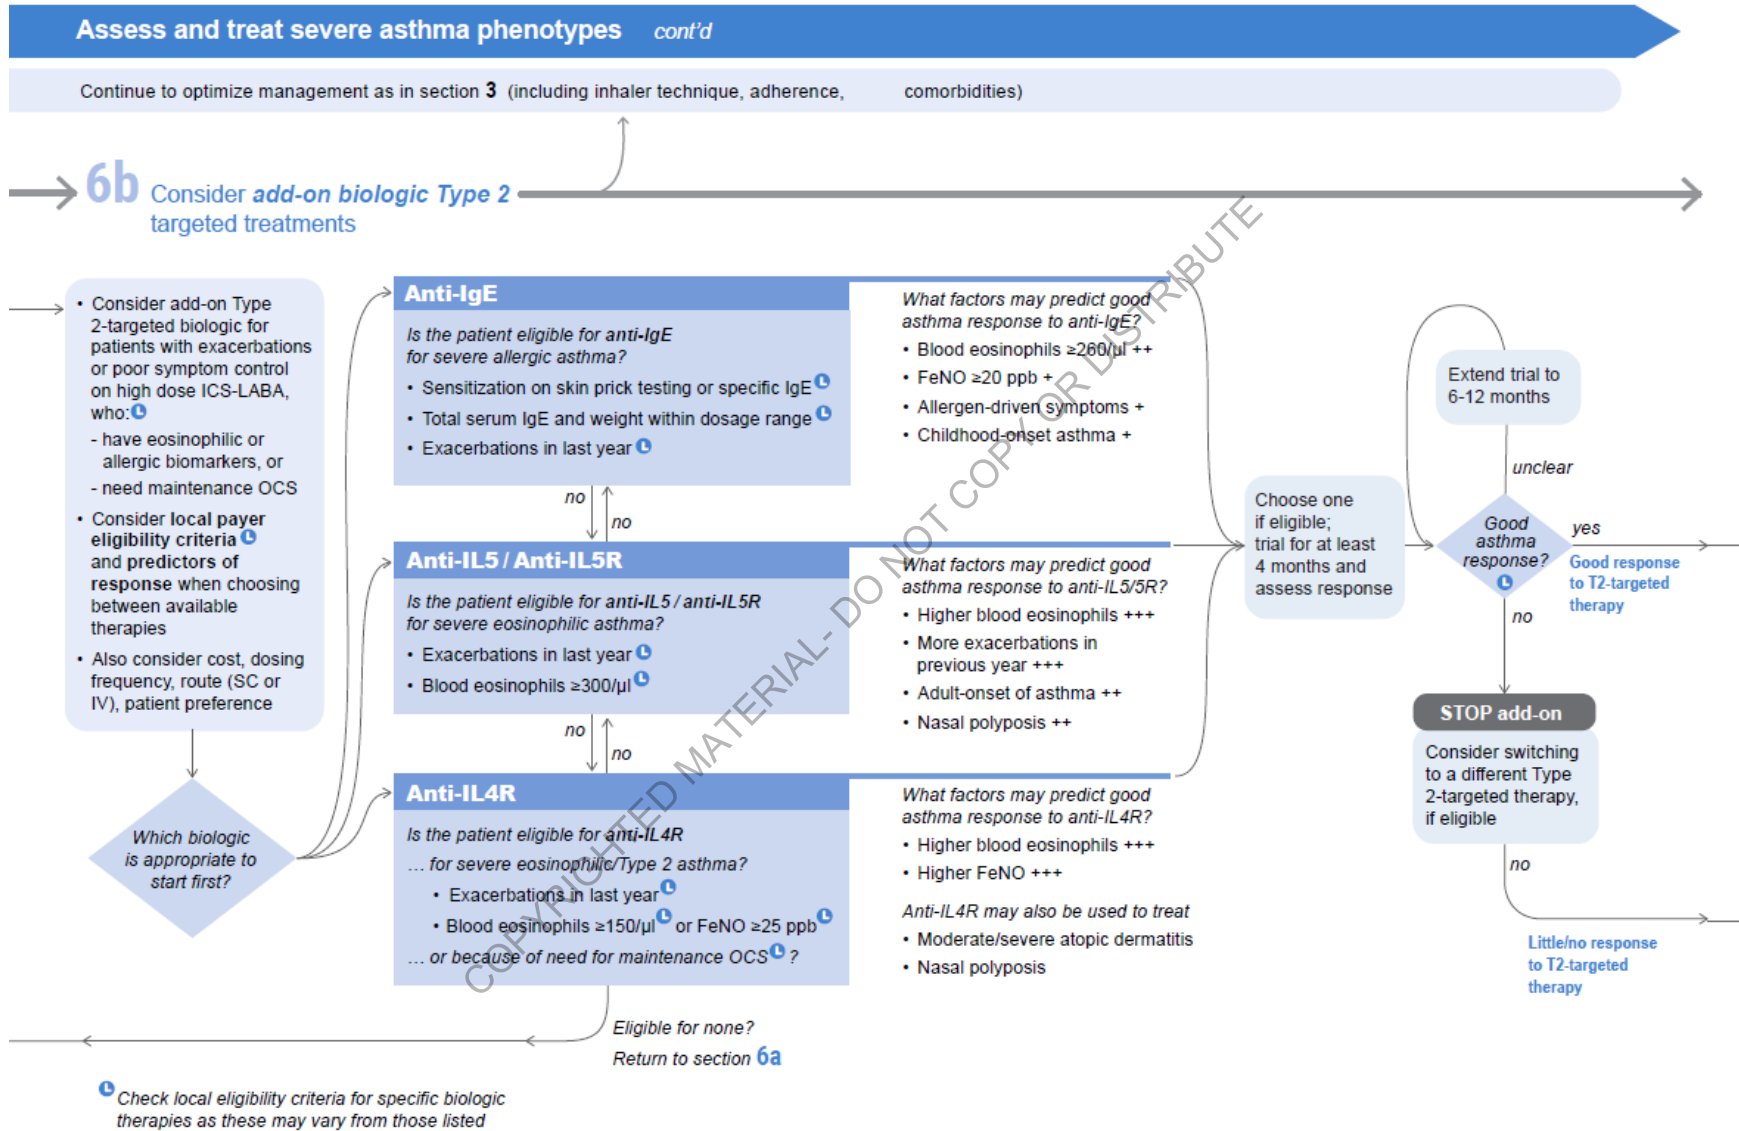 Assess and treat severe asthma phenotypes cont'd
Continue to optimize management as in section 3 (including inhaler technique, adherence, comorbidities)
6b Consider add-on biologic Type 2
targeted treatments
• Consider add-on Type
2-targeted biologic for
patients with exacerbations
or poor symptom control
on high dose ICS-LABA,
who: L
- have eosinophilic or
allergic biomarkers, or
- need maintenance OCS
• Consider local payer
eligibility criteria L
and predictors of
response when choosing
between available
therapies
• Also consider cost, dosing
frequency, route (SC or
IV), patient preference
Which biologic
is appropriate to
start first?
Anti-IgE
Is the patient eligible for anti-IgE
for severe allergic asthma?
• Sensitization on skin prick testing or specific IgE L
• Total serum IgE and weight within dosage range L
• Exacerbations in last year L
What factors may predict good
asthma response to anti-IgE?
• Blood eosinophils ≥260/μl ++
• FeNO ≥20 ppb +
• Allergen-driven symptoms +
• Childhood-onset asthma +
no
no
Anti-IL5 / Anti-IL5R
Is the patient eligible for anti-IL5 / anti-IL5R
for severe eosinophilic asthma?
• Exacerbations in last year L
• Blood eosinophils ≥300/μl L
What factors may predict good
asthma response to anti-IL5/5R?
• Higher blood eosinophils +++
• More exacerbations in
previous year +++
• Adult-onset of asthma ++
• Nasal polyposis ++
no
no
Anti-IL4R
Is the patient eligible for anti-IL4R
... for severe eosinophilic/Type 2 asthma?
• Exacerbations in last year L
• Blood eosinophils ≥150/μl L or FeNO ≥25 ppb L
... or because of need for maintenance OCS L ?
What factors may predict good
asthma response to anti-IL4R?
• Higher blood eosinophils +++
• Higher FeNO +++
Anti-IL4R may also be used to treat
• Moderate/severe atopic dermatitis
• Nasal polyposis
Eligible for none?
Return to section 6a
Choose one
if eligible;
trial for at least
4 months and
assess response
Extend trial to
6-12 months
unclear
Good
asthma
response?
L
yes
Good response
to T2-targeted
therapy
no
STOP add-on
Consider switching
to a different Type
2-targeted therapy,
if eligible
no
Little/no response
to T2-targeted
therapy
L Check local eligibility criteria for specific biologic
therapies as these may vary from those listed
COPYRIGHTED MATERIAL- DO NOT COPY OR DISTRIBUTE